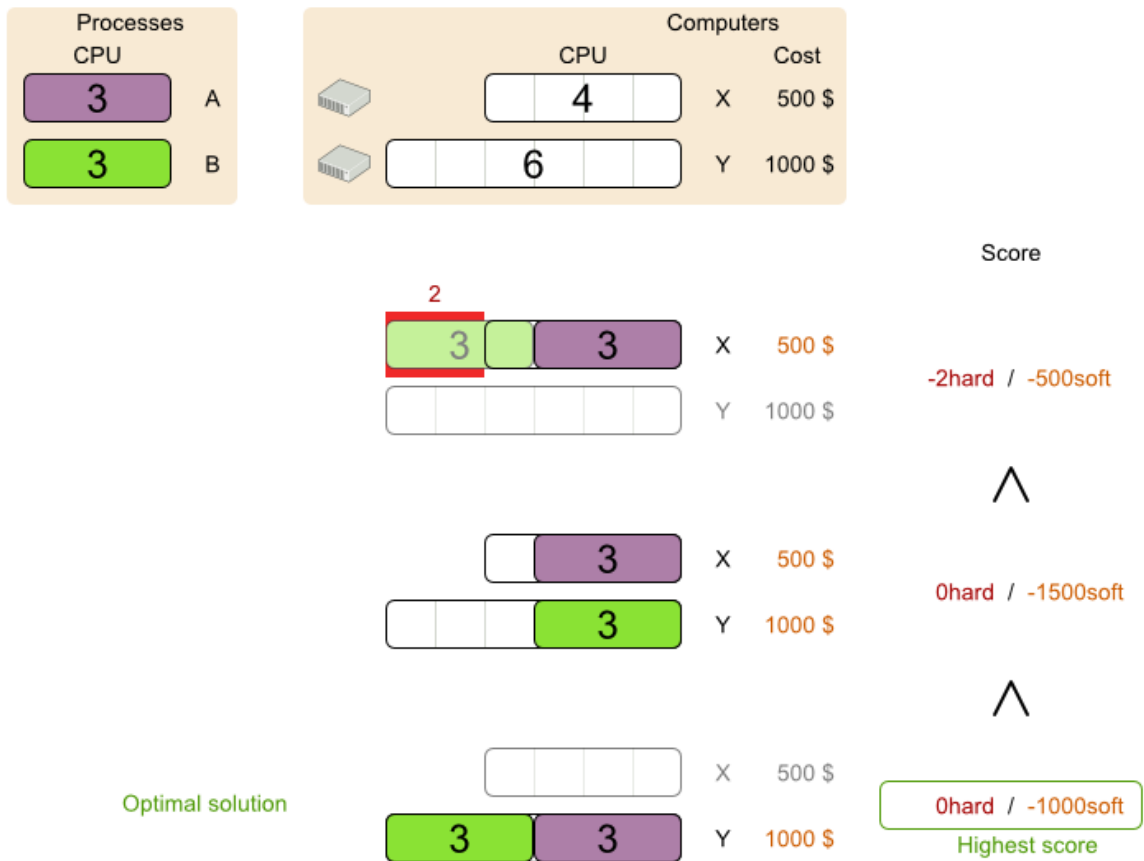 Processes
CPU
3 A
3 B
Computers
CPU Cost
4 X 500 $
6 Y 1000 $
Score
2
3 3 X 500 $
Y 1000 $
-2hard / -500soft
<
3 X 500 $
3 Y 1000 $
0hard / -1500soft
<
X 500 $
Optimal solution
3 3 Y 1000 $
0hard / -1000soft
Highest score